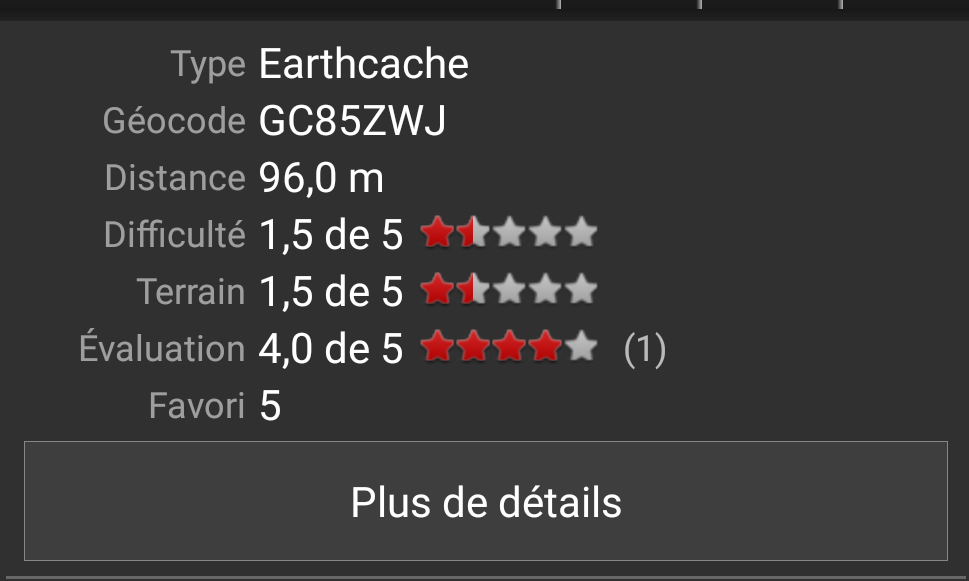 Type Earthcache
Géocode GC85ZWJ
Distance 96,0 m
Difficulté 1,5 de 5
Terrain 1,5 de 5
Évaluation 4,0 de 5 (1)
Favori 5
Plus de détails